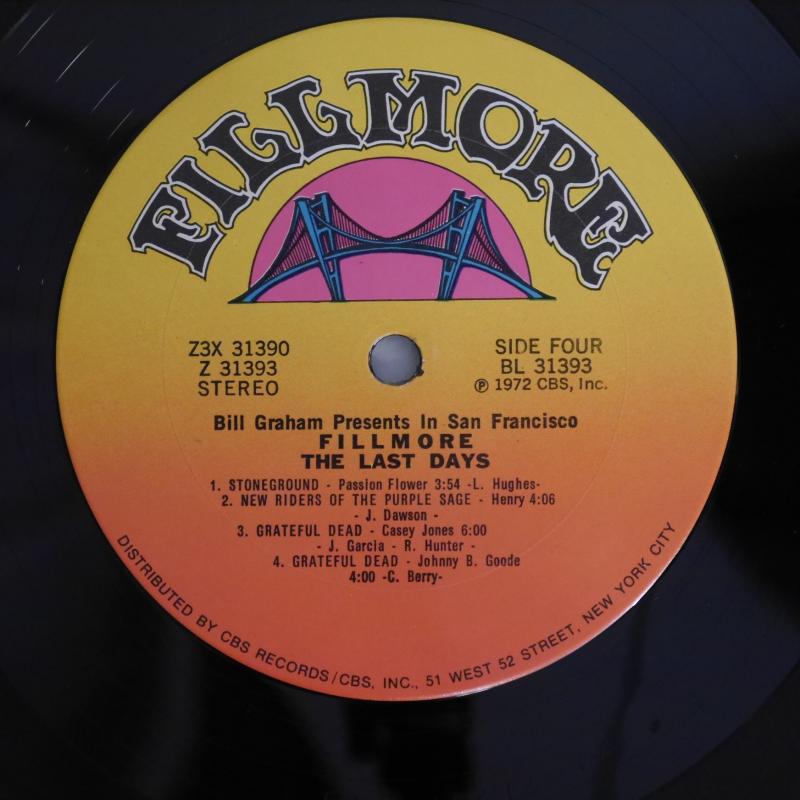 FILLMORE
Z3X 31390
Z 31393
STEREO
SIDE FOUR
BL 31393
℗ 1972 CBS, Inc.
Bill Graham Presents In San Francisco
FILLMORE
THE LAST DAYS
1. STONEGROUND - Passion Flower 3:54 -L. Hughes-
2. NEW RIDERS OF THE PURPLE SAGE - Henry 4:06
- J. Dawson -
3. GRATEFUL DEAD - Casey Jones 6:00
- J. Garcia - R. Hunter -
4. GRATEFUL DEAD - Johnny B. Goode
4:00 -C. Berry-
DISTRIBUTED BY CBS RECORDS/CBS, INC., 51 WEST 52 STREET, NEW YORK CITY